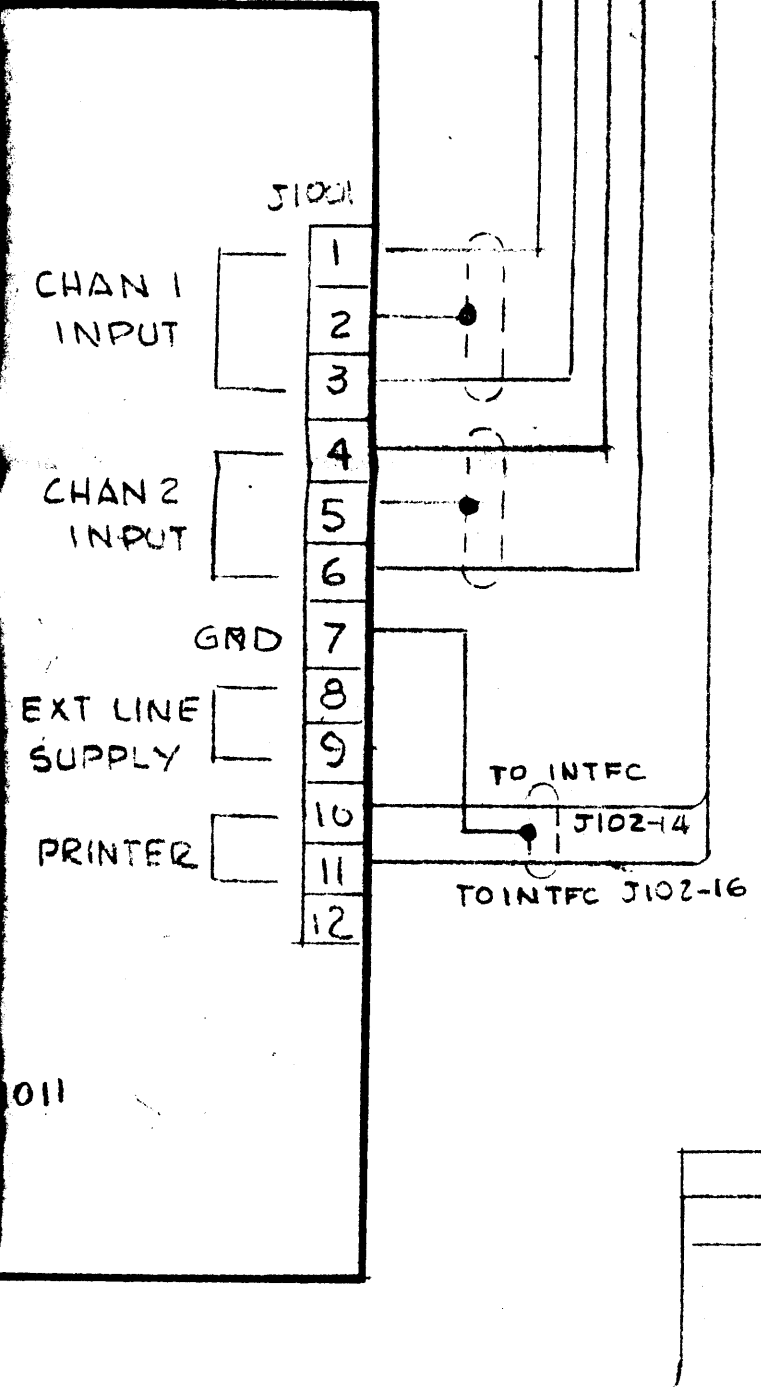 J1001
1
CHAN 1
INPUT
2
3
4
CHAN 2
INPUT
5
6
GND
7
8
EXT LINE
SUPPLY
9
TO INTFC
10
J102-14
PRINTER
11
TO INTFC J102-16
12
1011